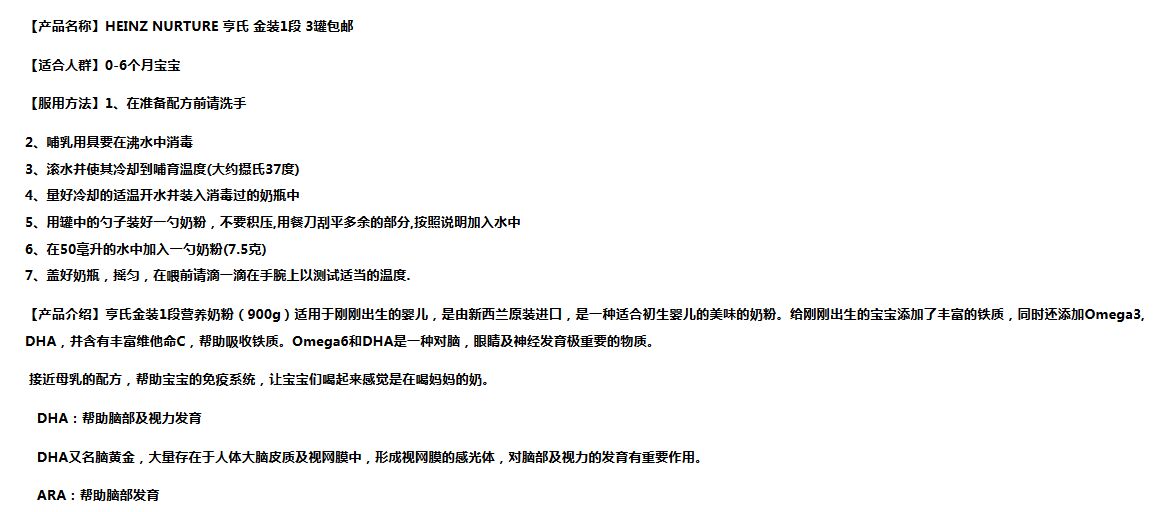 【产品名称】HEINZ NURTURE 亨氏 金装1段 3罐包邮
【适合人群】0-6个月宝宝
【服用方法】1、在准备配方前请洗手
2、哺乳用具要在沸水中消毒
3、滚水并使其冷却到哺育温度(大约摄氏37度)
4、量好冷却的适温开水并装入消毒过的奶瓶中
5、用罐中的勺子装好一勺奶粉，不要积压,用餐刀刮平多余的部分,按照说明加入水中
6、在50毫升的水中加入一勺奶粉(7.5克)
7、盖好奶瓶，摇匀，在喂前请滴一滴在手腕上以测试适当的温度.
【产品介绍】亨氏金装1段营养奶粉（900g）适用于刚刚出生的婴儿，是由新西兰原装进口，是一种适合初生婴儿的美味的奶粉。给刚刚出生的宝宝添加了丰富的铁质，同时还添加Omega3,
DHA，并含有丰富维他命C，帮助吸收铁质。Omega6和DHA是一种对脑，眼睛及神经发育极重要的物质。
接近母乳的配方，帮助宝宝的免疫系统，让宝宝们喝起来感觉是在喝妈妈的奶。
DHA：帮助脑部及视力发育
DHA又名脑黄金，大量存在于人体大脑皮质及视网膜中，形成视网膜的感光体，对脑部及视力的发育有重要作用。
ARA：帮助脑部发育